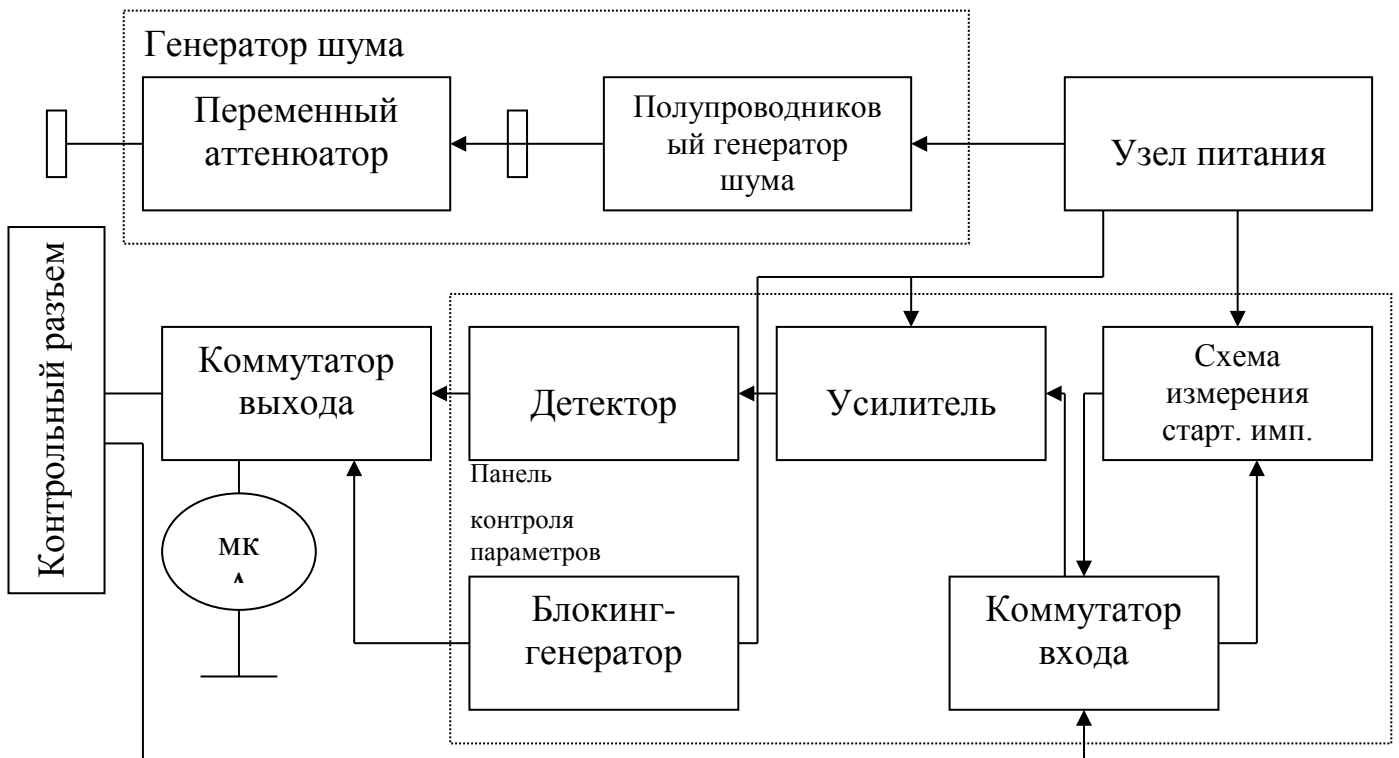 Генератор шума
Переменный
аттенюатор
Полупроводников
ый генератор
шума
Узел питания
Контрольный разъем
Коммутатор
выхода
Детектор
Усилитель
Схема
измерения
старт. имп.
Панель
контроля
параметров
мк
Блокинг-
генератор
Коммутатор
входа